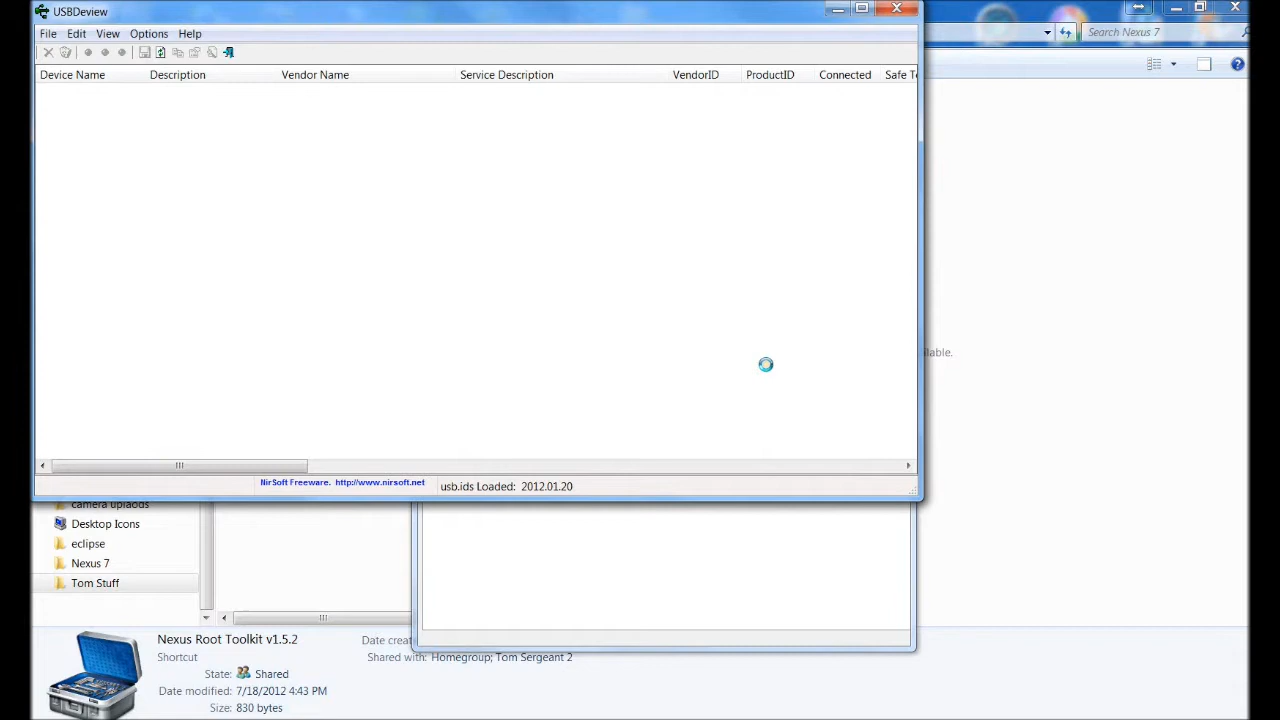 USBDeview
Search Nexus 7
File Edit View Options Help
Device Name Description Vendor Name Service Description VendorID ProductID Connected Safe T
ilable.
NirSoft Freeware. http://www.nirsoft.net usb.ids Loaded: 2012.01.20
camera uplaods
Desktop Icons
eclipse
Nexus 7
Tom Stuff
Nexus Root Toolkit v1.5.2 Date creat
Shortcut Shared with: Homegroup; Tom Sergeant 2
State: Shared
Date modified: 7/18/2012 4:43 PM
Size: 830 bytes